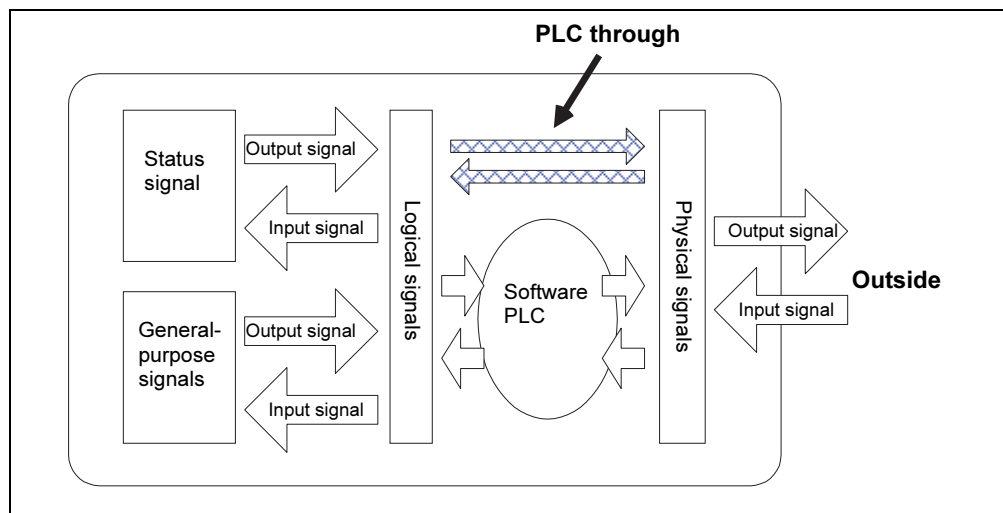 PLC through
Status
signal
Output signal
Input signal
General-
purpose
signals
Output signal
Input signal
Logical signals
Software
PLC
Physical signals
Output signal
Input signal
Outside